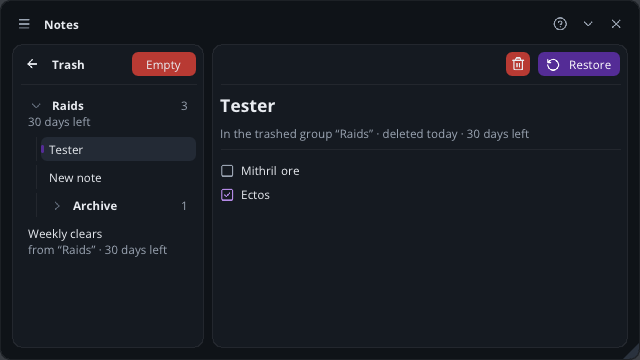 Notes
Trash
Empty
Restore
Raids 3
30 days left
Tester
New note
Archive 1
Weekly clears
from “Raids” · 30 days left
Tester
In the trashed group “Raids” · deleted today · 30 days left
Mithril ore
Ectos